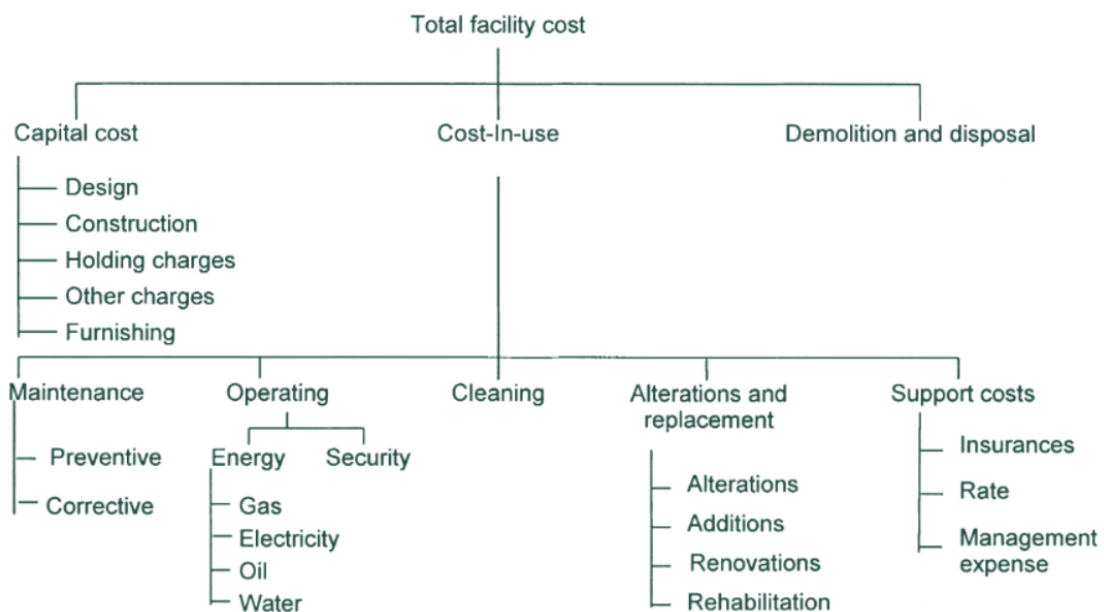 Total facility cost
Capital cost
Cost-In-use
Demolition and disposal
Design
Construction
Holding charges
Other charges
Furnishing
Maintenance
Operating
Cleaning
Alterations and
replacement
Support costs
Preventive
Corrective
Energy
Security
Gas
Electricity
Oil
Water
Alterations
Additions
Renovations
Rehabilitation
Insurances
Rate
Management
expense